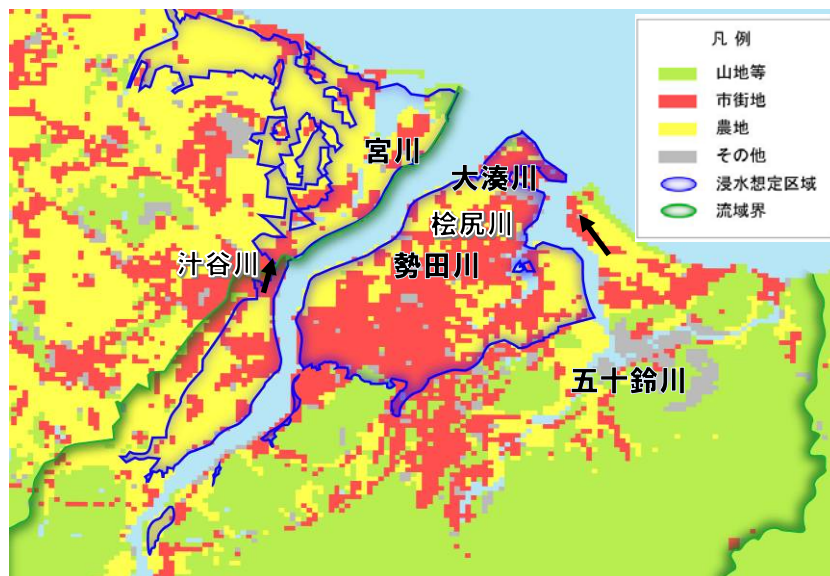 凡 例
山地等
市街地
農地
その他
浸水想定区域
流域界
宮川
大湊川
桧尻川
汁谷川
勢田川
五十鈴川